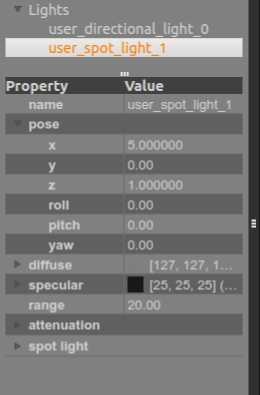 Lights
user_directional_light_0
user_spot_light_1
Property Value
name user_spot_light_1
pose
x 5.000000
y 0.00
z 1.000000
roll 0.00
pitch 0.00
yaw 0.00
diffuse [127, 127, 1...
specular [25, 25, 25] (...
range 20.00
attenuation
spot light